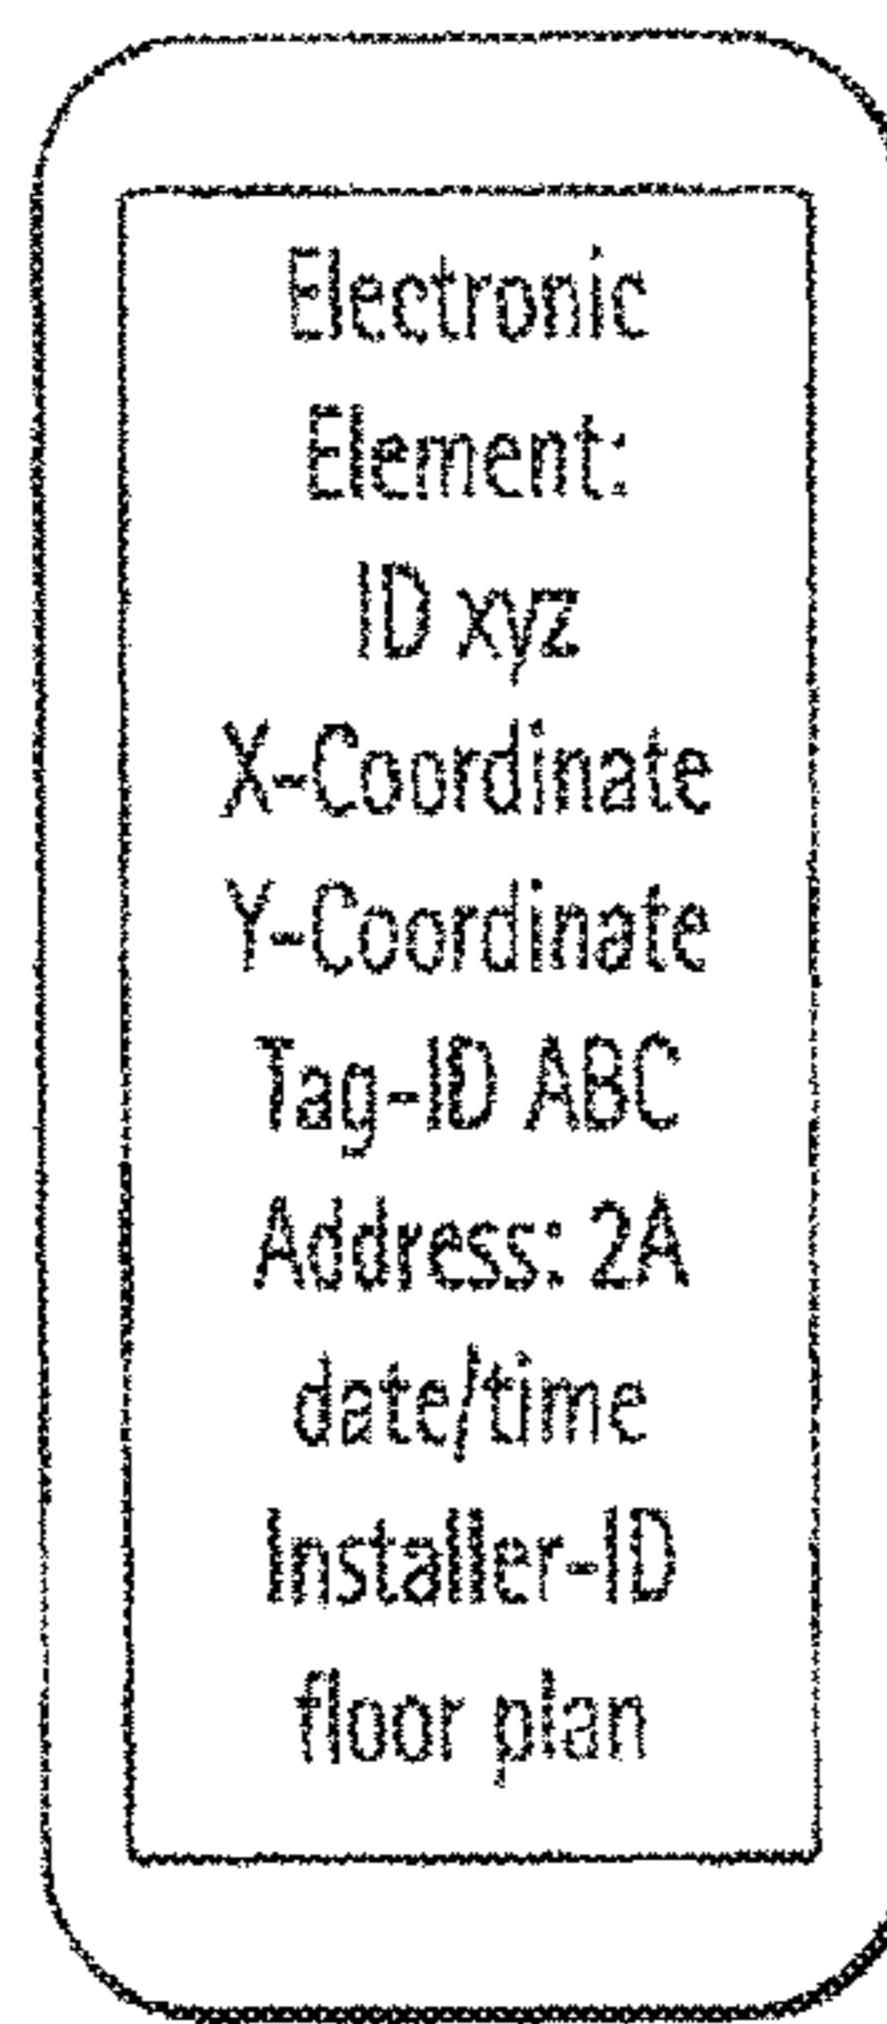 Electronic
Element:
ID xyz
X-Coordinate
Y-Coordinate
Tag-ID ABC
Address: 2A
date/time
Installer-ID
floor plan